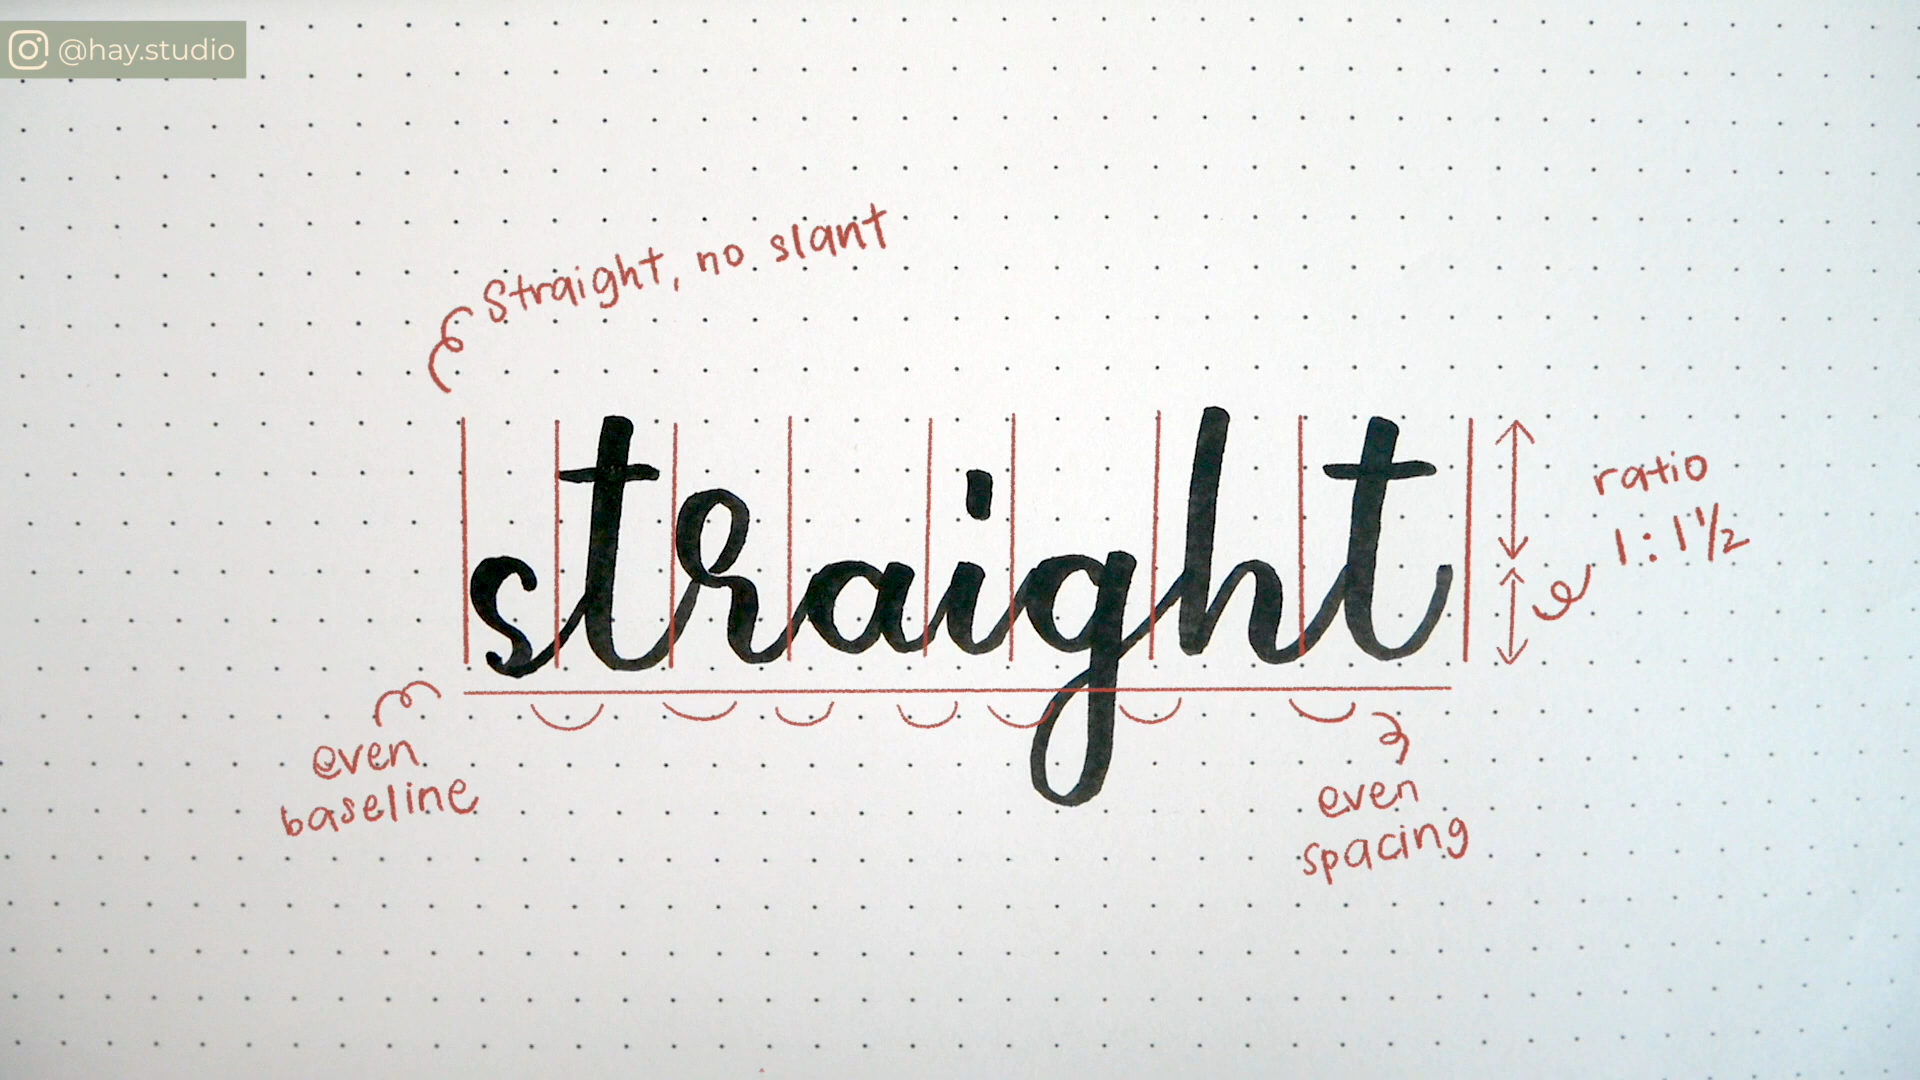 @hay.studio
Straight, no slant
straight
ratio
1:1½
even
baseline
even
spacing